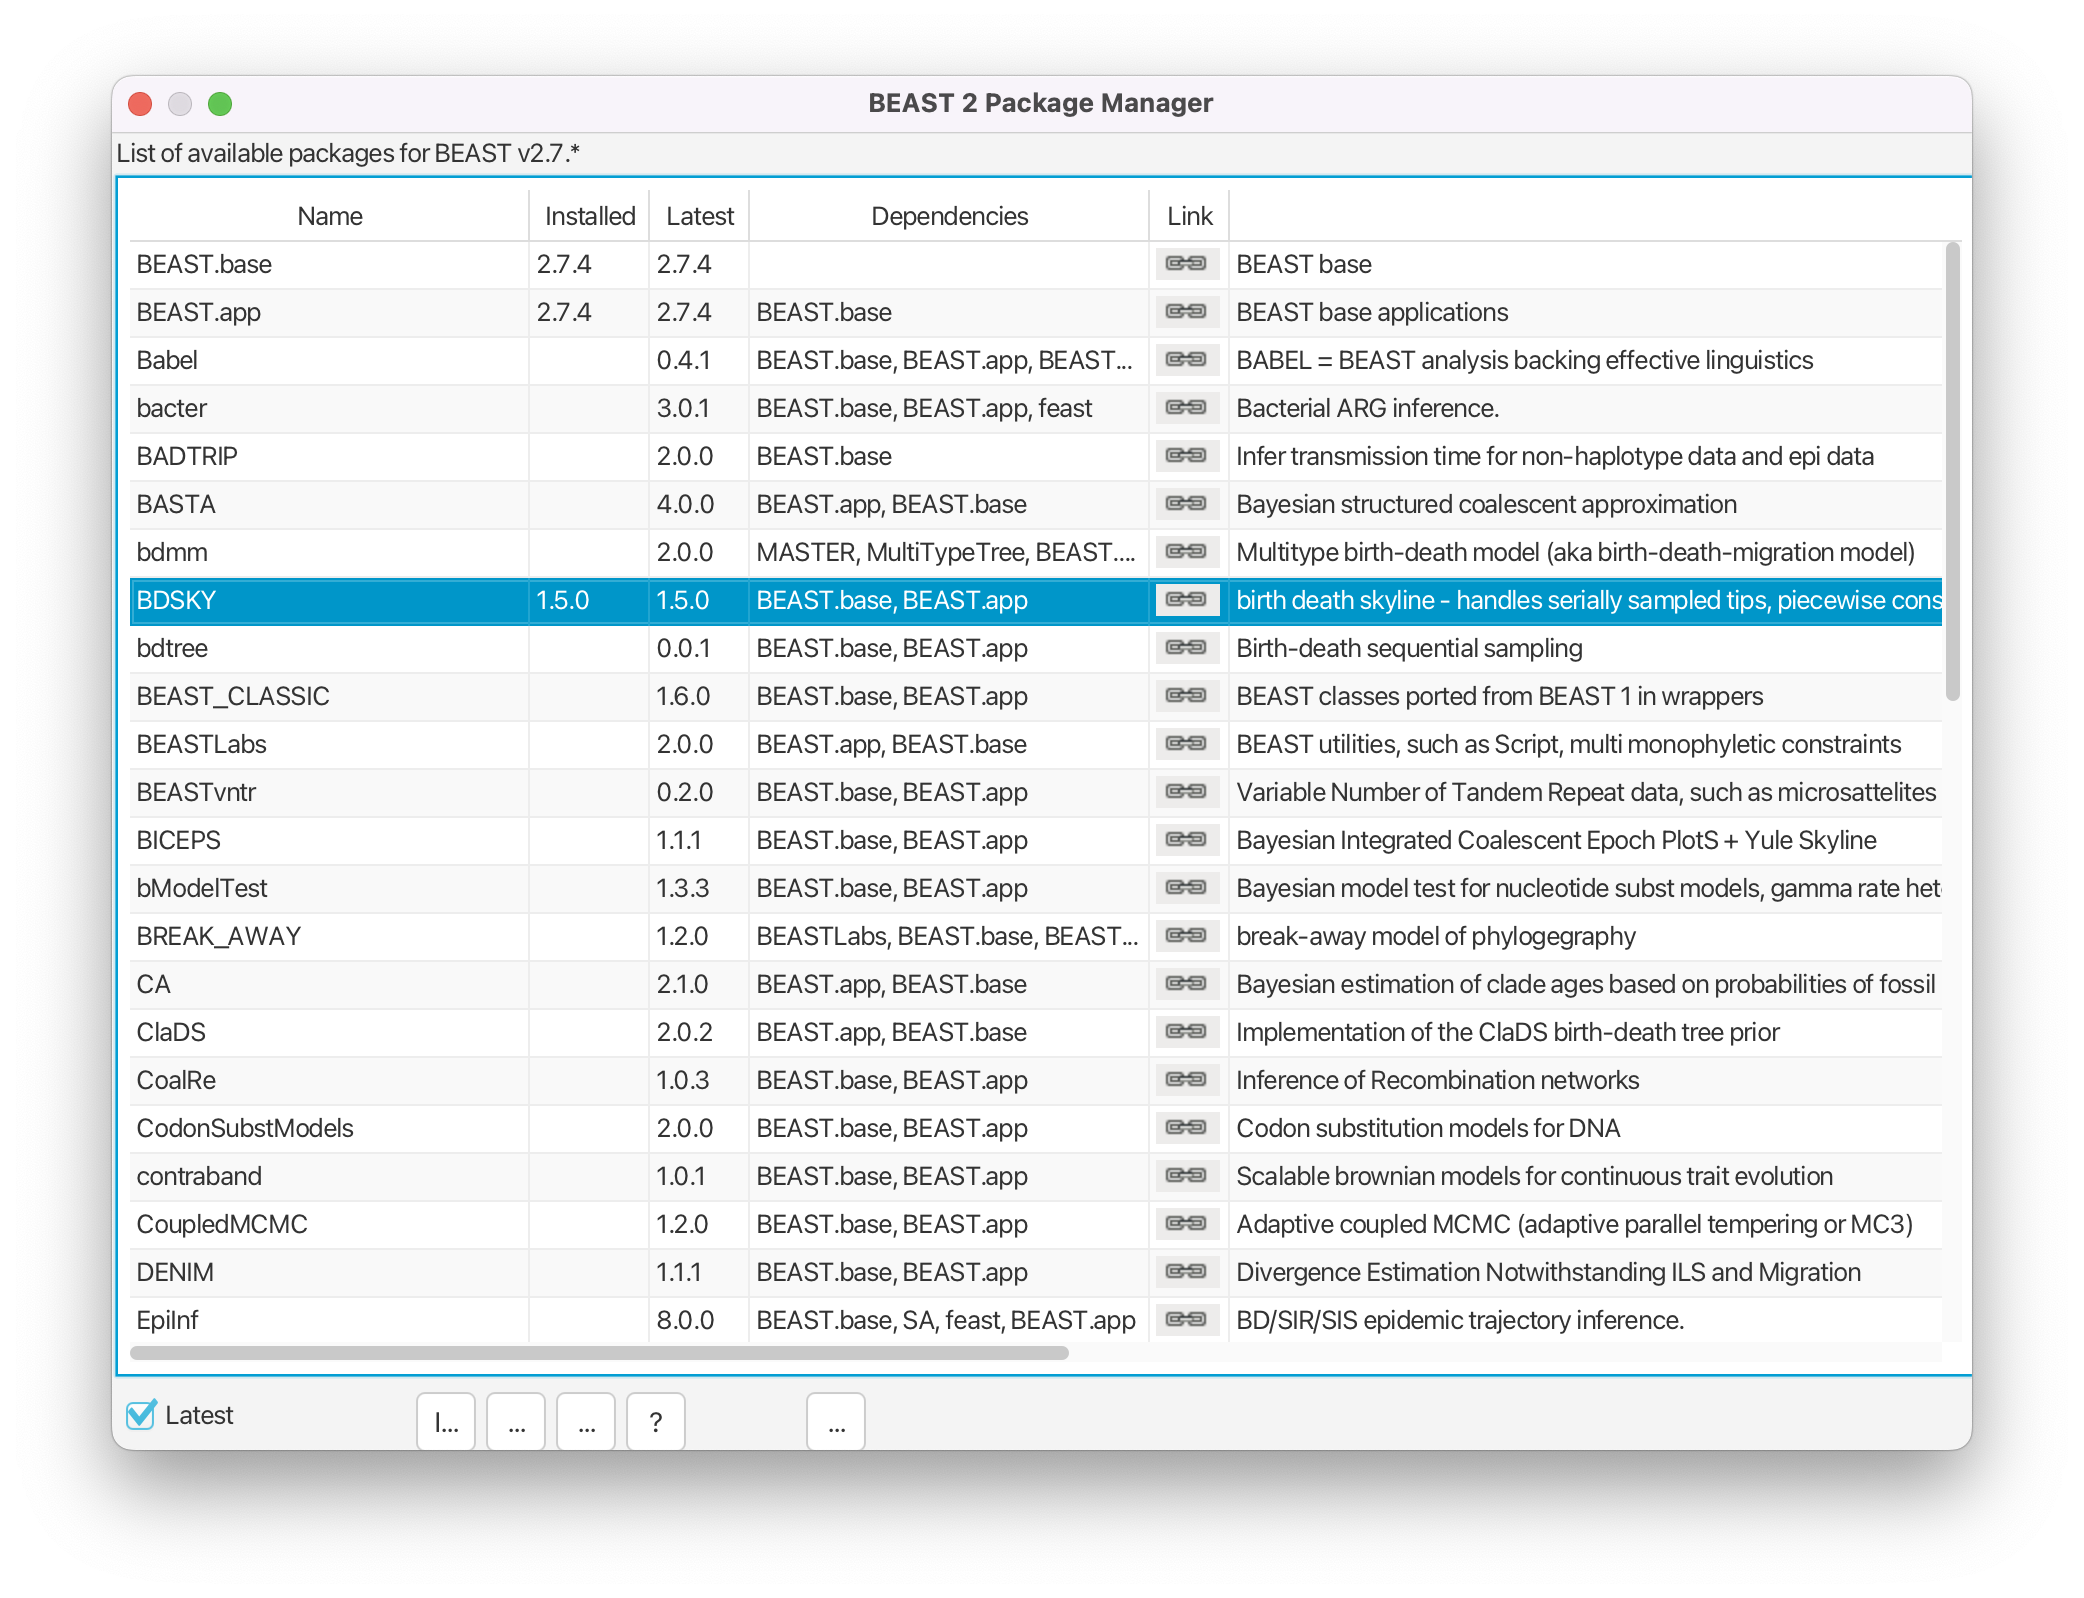 BEAST 2 Package Manager
List of available packages for BEAST v2.7.*
Name Installed Latest Dependencies Link
BEAST.base 2.7.4 2.7.4 BEAST base
BEAST.app 2.7.4 2.7.4 BEAST.base BEAST base applications
Babel 0.4.1 BEAST.base, BEAST.app, BEAST... BABEL = BEAST analysis backing effective linguistics
bacter 3.0.1 BEAST.base, BEAST.app, feast Bacterial ARG inference.
BADTRIP 2.0.0 BEAST.base Infer transmission time for non-haplotype data and epi data
BASTA 4.0.0 BEAST.app, BEAST.base Bayesian structured coalescent approximation
bdmm 2.0.0 MASTER, MultiTypeTree, BEAST.... Multitype birth-death model (aka birth-death-migration model)
BDSKY 1.5.0 1.5.0 BEAST.base, BEAST.app birth death skyline - handles serially sampled tips, piecewise cons
bdtree 0.0.1 BEAST.base, BEAST.app Birth-death sequential sampling
BEAST_CLASSIC 1.6.0 BEAST.base, BEAST.app BEAST classes ported from BEAST 1 in wrappers
BEASTLabs 2.0.0 BEAST.app, BEAST.base BEAST utilities, such as Script, multi monophyletic constraints
BEASTvntr 0.2.0 BEAST.base, BEAST.app Variable Number of Tandem Repeat data, such as microsattelites
BICEPS 1.1.1 BEAST.base, BEAST.app Bayesian Integrated Coalescent Epoch PlotS + Yule Skyline
bModelTest 1.3.3 BEAST.base, BEAST.app Bayesian model test for nucleotide subst models, gamma rate het
BREAK_AWAY 1.2.0 BEASTLabs, BEAST.base, BEAST... break-away model of phylogegraphy
CA 2.1.0 BEAST.app, BEAST.base Bayesian estimation of clade ages based on probabilities of fossil
ClaDS 2.0.2 BEAST.app, BEAST.base Implementation of the ClaDS birth-death tree prior
CoalRe 1.0.3 BEAST.base, BEAST.app Inference of Recombination networks
CodonSubstModels 2.0.0 BEAST.base, BEAST.app Codon substitution models for DNA
contraband 1.0.1 BEAST.base, BEAST.app Scalable brownian models for continuous trait evolution
CoupledMCMC 1.2.0 BEAST.base, BEAST.app Adaptive coupled MCMC (adaptive parallel tempering or MC3)
DENIM 1.1.1 BEAST.base, BEAST.app Divergence Estimation Notwithstanding ILS and Migration
EpiInf 8.0.0 BEAST.base, SA, feast, BEAST.app BD/SIR/SIS epidemic trajectory inference.
Latest I... ... ... ? ...